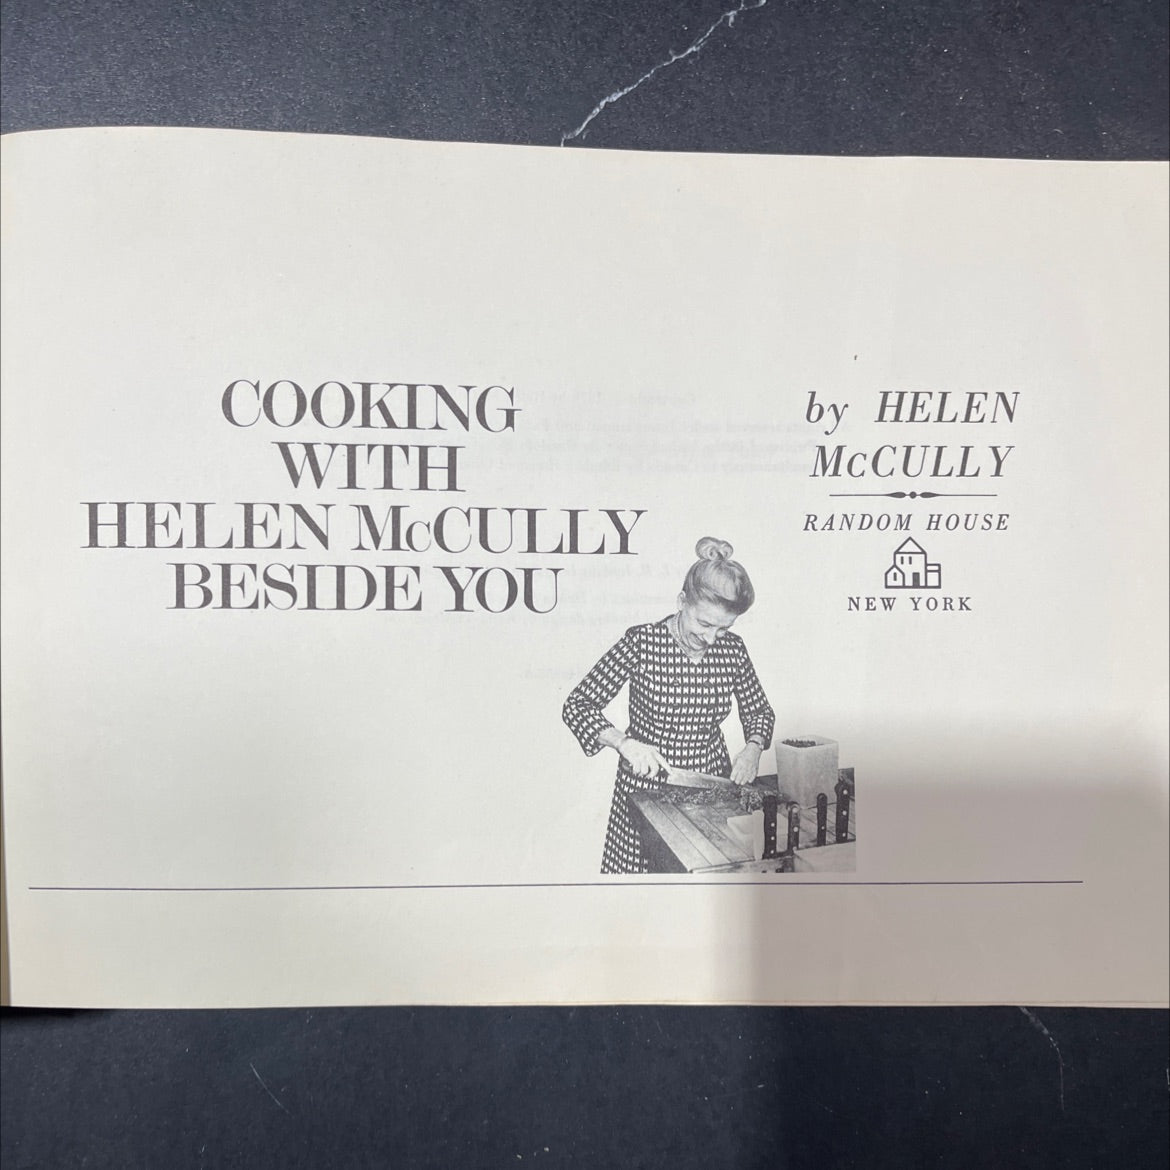 COOKING
WITH
HELEN McCULLY
BESIDE YOU
by HELEN
McCULLY
RANDOM HOUSE
NEW YORK